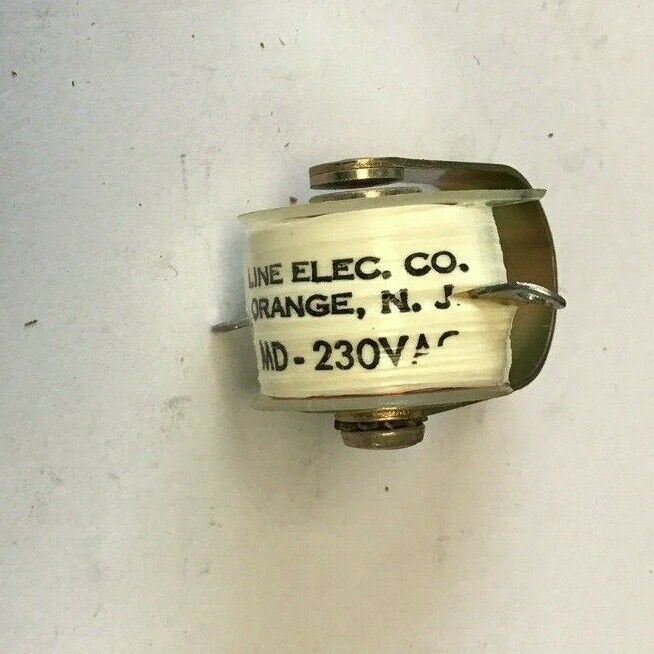 LINE ELEC. CO.
ORANGE, N. J.
MD - 230VAC